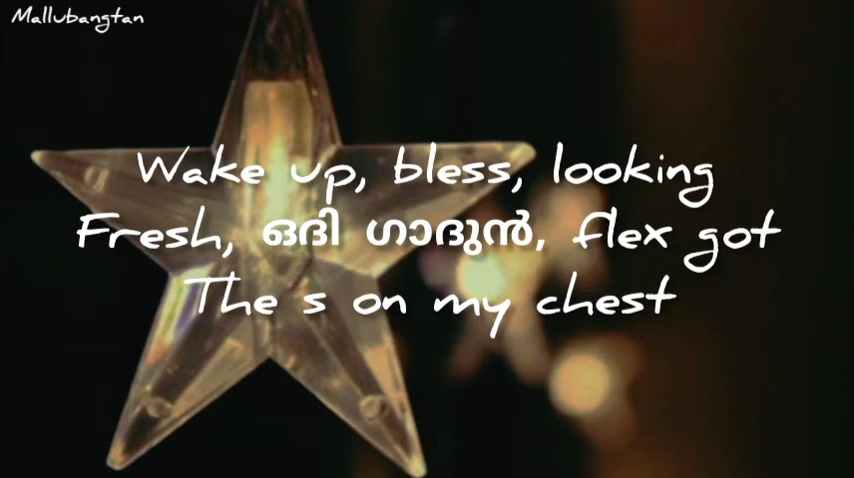 Mallubangtan
Wake up, bless, looking
Fresh, ഒദി ഗാദുൻ, flex got
The s on my chest